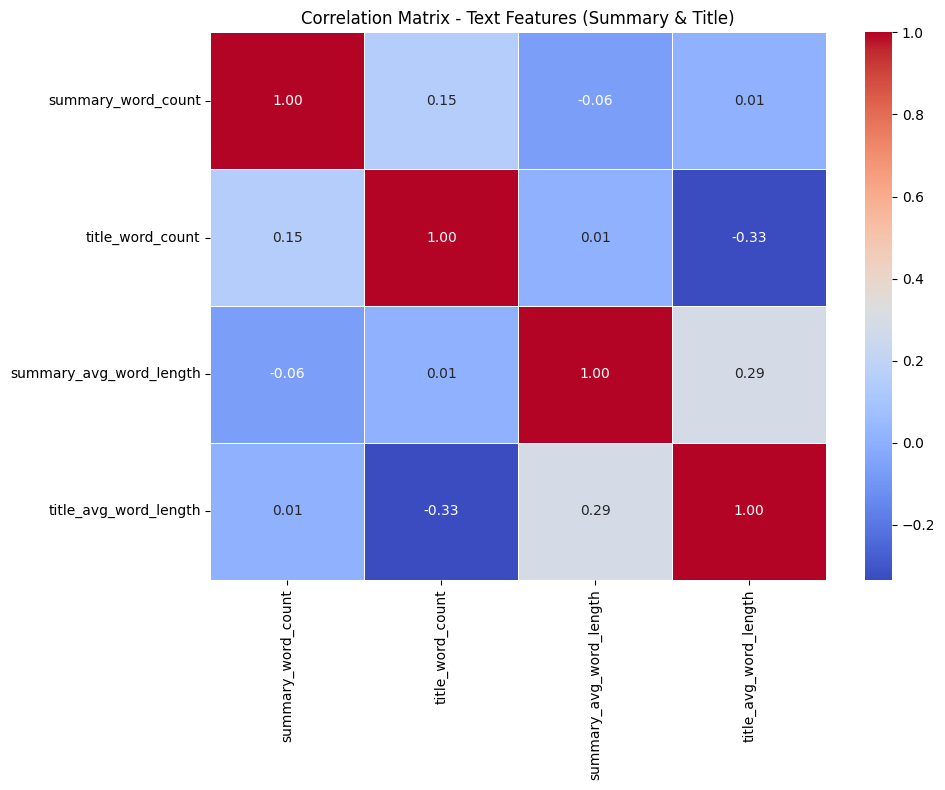 Correlation Matrix - Text Features (Summary & Title)
summary_word_count
1.00
0.15
-0.06
0.01
title_word_count
0.15
1.00
0.01
-0.33
summary_avg_word_length
-0.06
0.01
1.00
0.29
title_avg_word_length
0.01
-0.33
0.29
1.00
summary_word_count
title_word_count
summary_avg_word_length
title_avg_word_length
1.0
0.8
0.6
0.4
0.2
0.0
−0.2